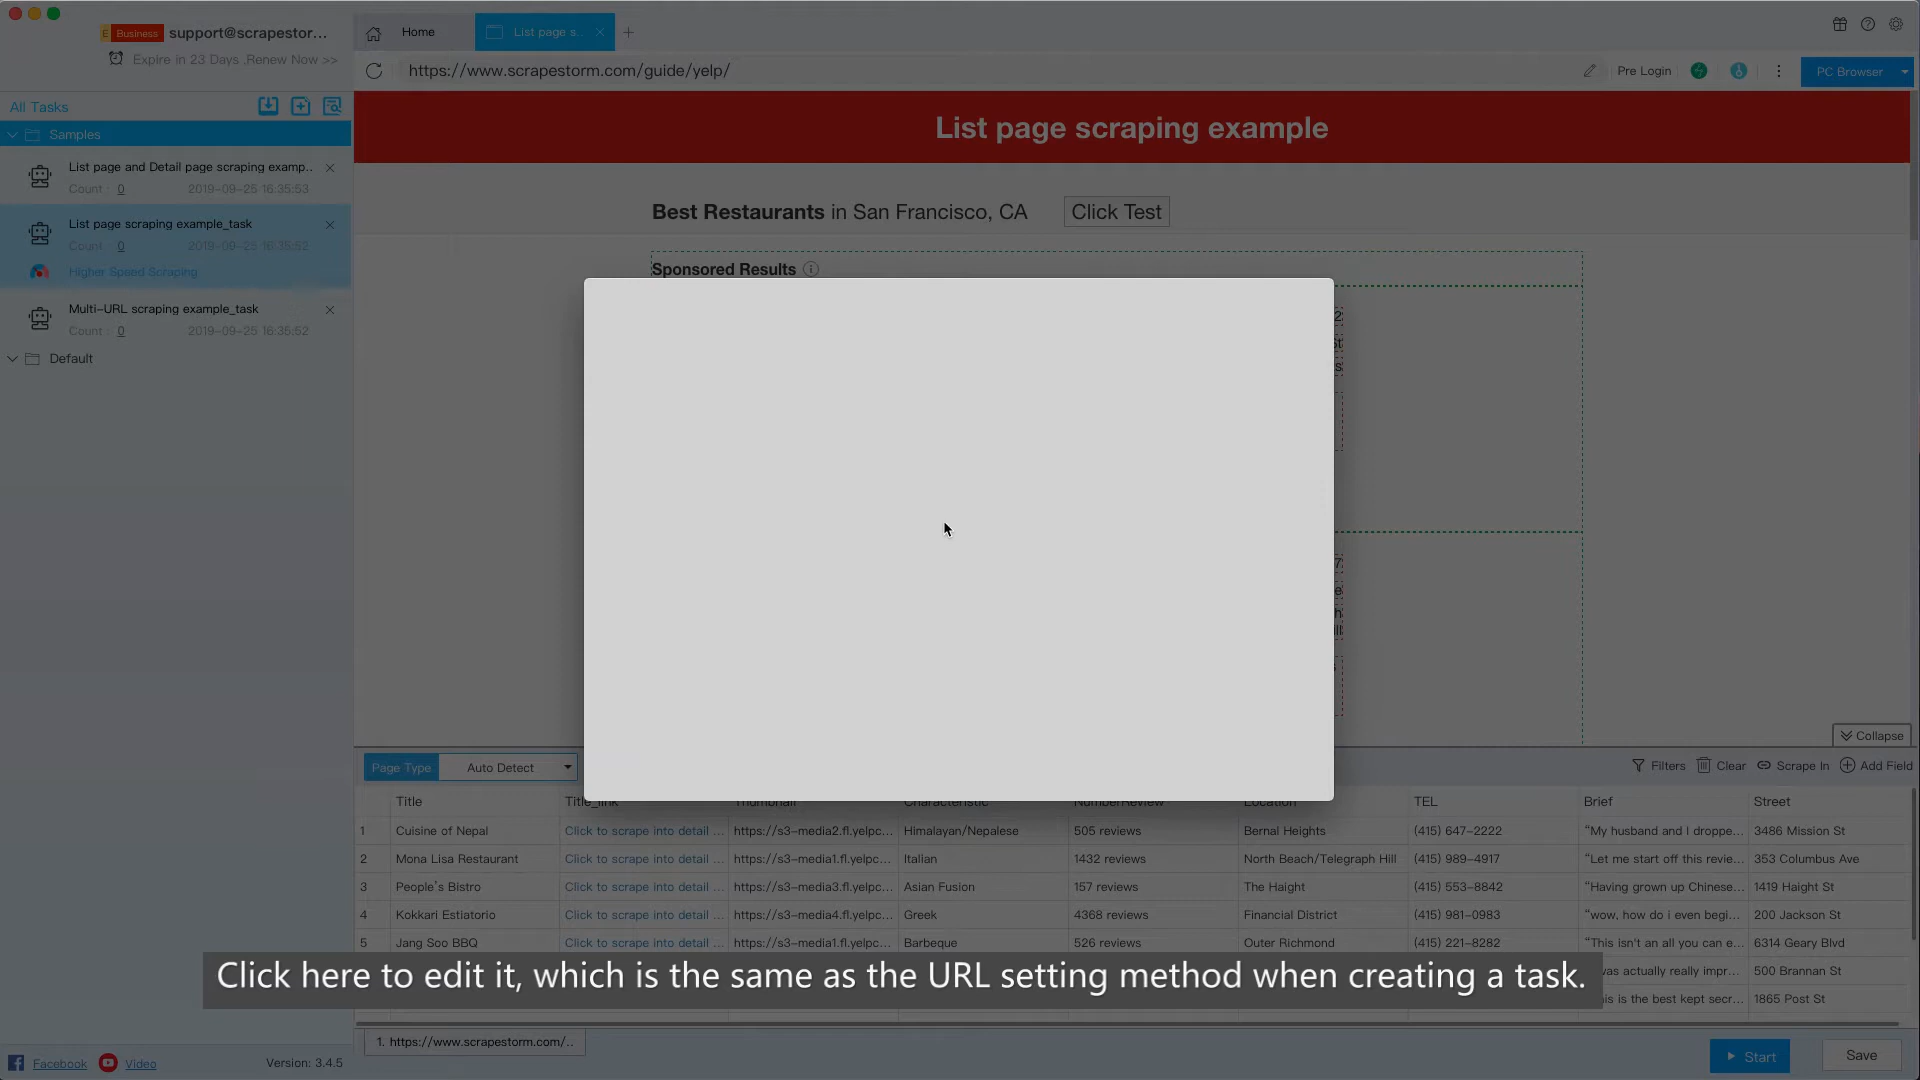 E Business support@scrapestor...
Expire in 23 Days ,Renew Now >>
Home
List page s..
https://www.scrapestorm.com/guide/yelp/
Pre Login
PC Browser
All Tasks
Samples
List page and Detail page scraping examp..
Count : 0 2019-09-25 16:35:53
List page scraping example_task
Count : 0 2019-09-25 16:35:52
Higher Speed Scraping
Multi-URL scraping example_task
Count : 0 2019-09-25 16:35:52
Default
List page scraping example
Best Restaurants in San Francisco, CA
Click Test
Sponsored Results
Collapse
Page Type
Auto Detect
Filters
Clear
Scrape In
Add Field
Title Title_link Thumbnail Characteristic NumberReview Location TEL Brief Street
1 Cuisine of Nepal Click to scrape into detail ... https://s3-media2.fl.yelpc... Himalayan/Nepalese 505 reviews Bernal Heights (415) 647-2222 “My husband and I droppe... 3486 Mission St
2 Mona Lisa Restaurant Click to scrape into detail ... https://s3-media1.fl.yelpc... Italian 1432 reviews North Beach/Telegraph Hill (415) 989-4917 “Let me start off this revie... 353 Columbus Ave
3 People's Bistro Click to scrape into detail ... https://s3-media3.fl.yelpc... Asian Fusion 157 reviews The Haight (415) 553-8842 “Having grown up Chinese... 1419 Haight St
4 Kokkari Estiatorio Click to scrape into detail ... https://s3-media4.fl.yelpc... Greek 4368 reviews Financial District (415) 981-0983 “wow, how do i even begi... 200 Jackson St
5 Jang Soo BBQ Click to scrape into detail ... https://s3-media1.fl.yelpc... Barbeque 526 reviews Outer Richmond (415) 221-8282 “This isn't an all you can e... 6314 Geary Blvd
was actually really impr... 500 Brannan St
is is the best kept secr... 1865 Post St
Click here to edit it, which is the same as the URL setting method when creating a task.
1. https://www.scrapestorm.com/..
Facebook
Video
Version: 3.4.5
Start
Save